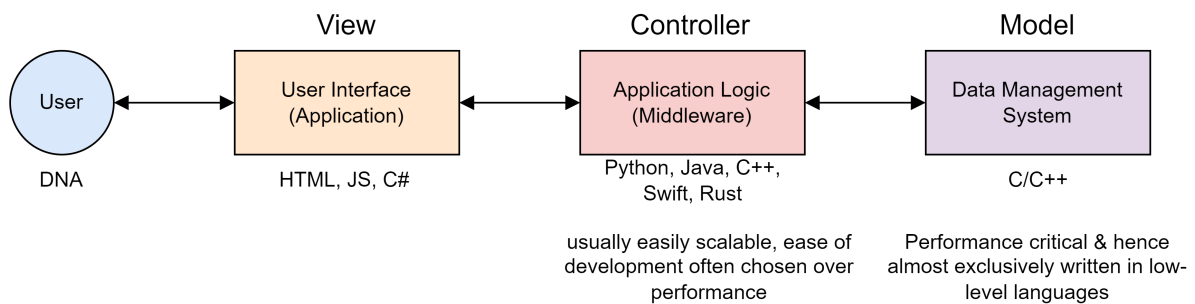 View
Controller
Model
User
User Interface
(Application)
Application Logic
(Middleware)
Data Management
System
DNA
HTML, JS, C#
Python, Java, C++,
Swift, Rust
C/C++
usually easily scalable, ease of
development often chosen over
performance
Performance critical & hence
almost exclusively written in low-
level languages